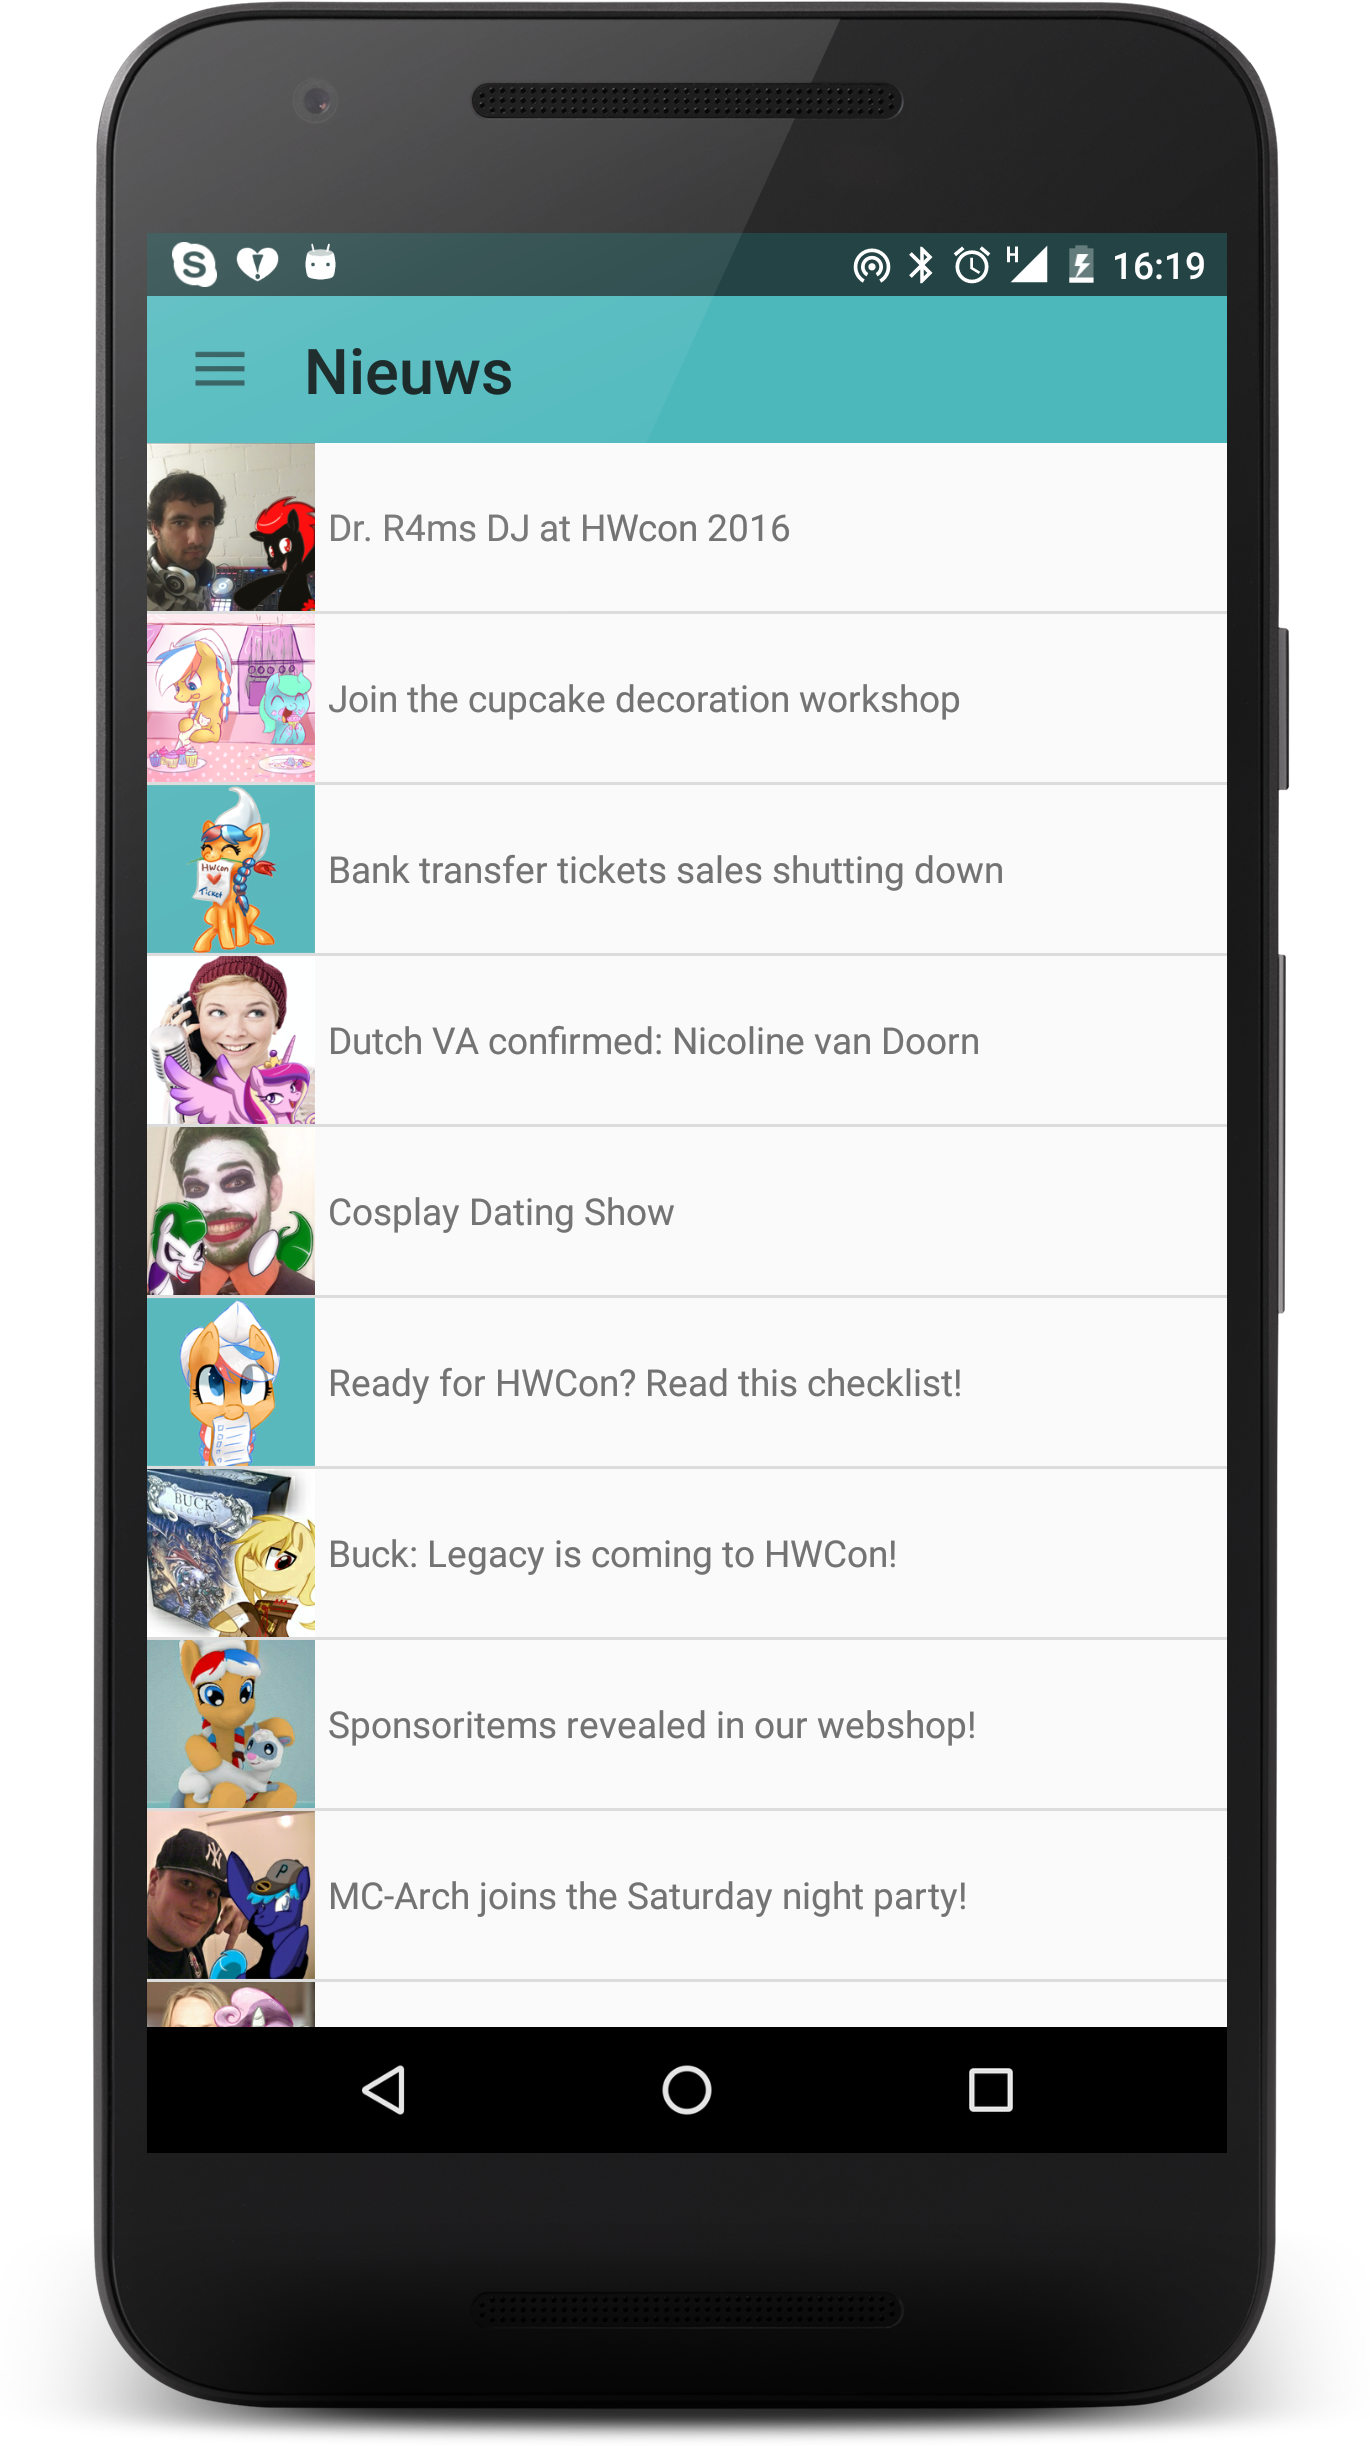 H
16:19
Nieuws
Dr. R4ms DJ at HWcon 2016
Join the cupcake decoration workshop
HWcon
Ticket
Bank transfer tickets sales shutting down
Dutch VA confirmed: Nicoline van Doorn
Cosplay Dating Show
Ready for HWCon? Read this checklist!
BUCK:
LEGACY
Buck: Legacy is coming to HWCon!
Sponsoritems revealed in our webshop!
NY
P
MC-Arch joins the Saturday night party!